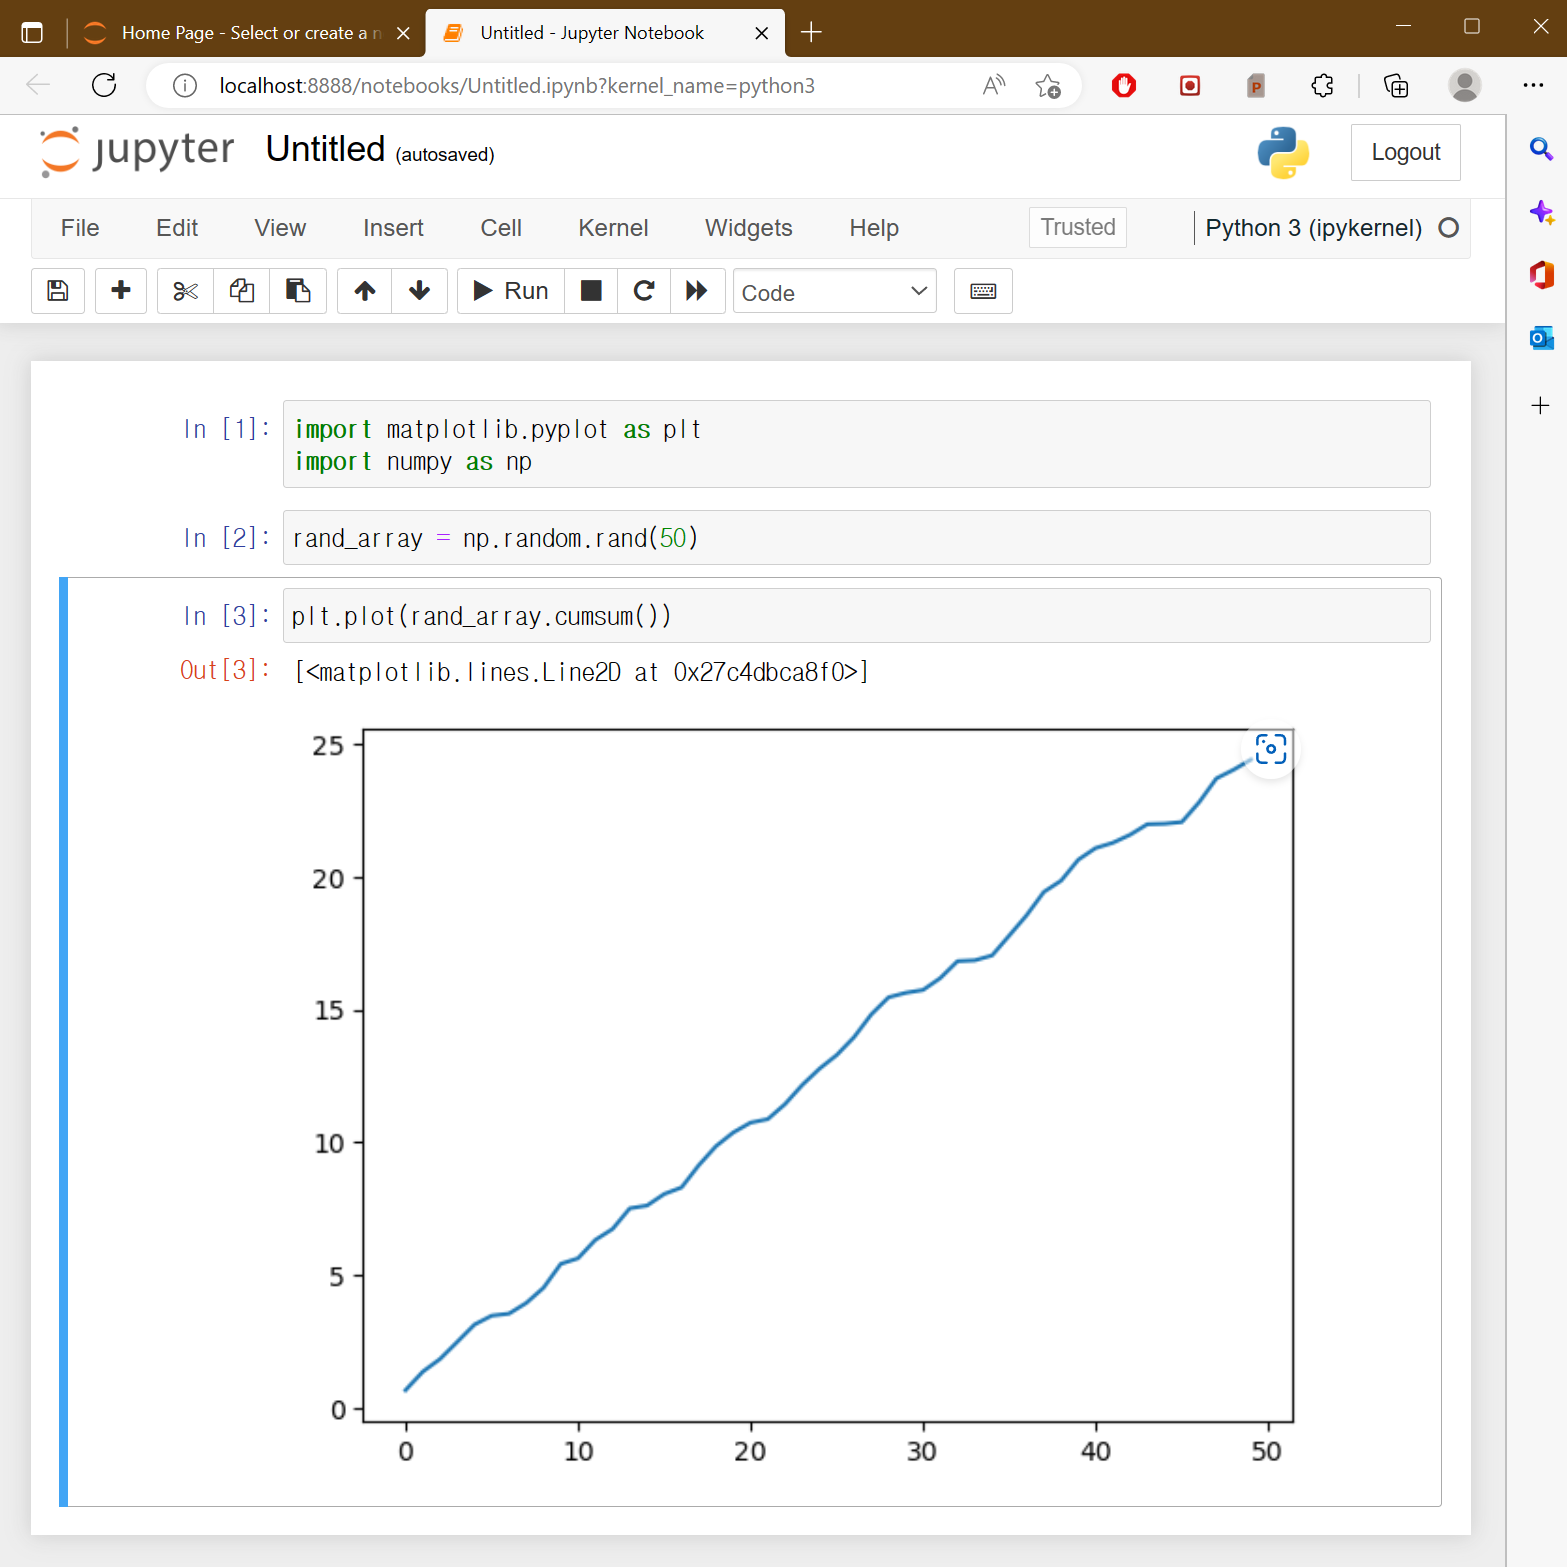 Home Page - Select or create a n
Untitled - Jupyter Notebook
localhost:8888/notebooks/Untitled.ipynb?kernel_name=python3
jupyter Untitled (autosaved)
Logout
File Edit View Insert Cell Kernel Widgets Help Trusted Python 3 (ipykernel)
Run Code
In [1]: import matplotlib.pyplot as plt
import numpy as np
In [2]: rand_array = np.random.rand(50)
In [3]: plt.plot(rand_array.cumsum())
Out[3]: [<matplotlib.lines.Line2D at 0x27c4dbca8f0>]
25
20
15
10
5
0
0 10 20 30 40 50